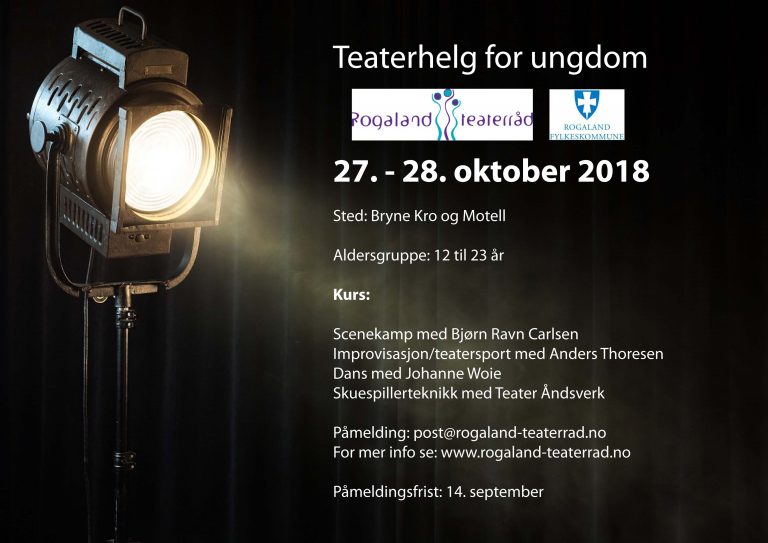 Teaterhelg for ungdom
Rogaland teaterråd
ROGALAND
FYLKESKOMMUNE
27. - 28. oktober 2018
Sted: Bryne Kro og Motell
Aldersgruppe: 12 til 23 år
Kurs:
Scenekamp med Bjørn Ravn Carlsen
Improvisasjon/teatersport med Anders Thoresen
Dans med Johanne Woie
Skuespillerteknikk med Teater Åndsverk
Påmelding: post@rogaland-teaterrad.no
For mer info se: www.rogaland-teaterrad.no
Påmeldingsfrist: 14. september